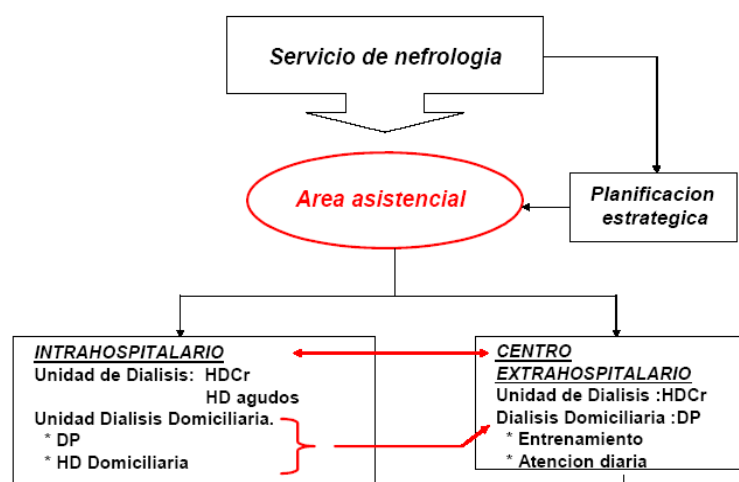 Servicio de nefrologia
Area asistencial
Planificacion
estrategica
INTRAHOSPITALARIO
Unidad de Dialisis: HDCr
HD agudos
Unidad Dialisis Domiciliaria.
* DP
* HD Domiciliaria
CENTRO
EXTRAHOSPITALARIO
Unidad de Dialisis :HDCr
Dialisis Domiciliaria :DP
* Entrenamiento
* Atencion diaria